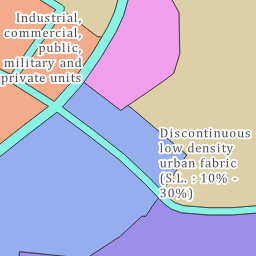 Industrial,
commercial,
public,
military and
private units
Discontinuous
low density
urban fabric
(S.L. : 10% -
30%)